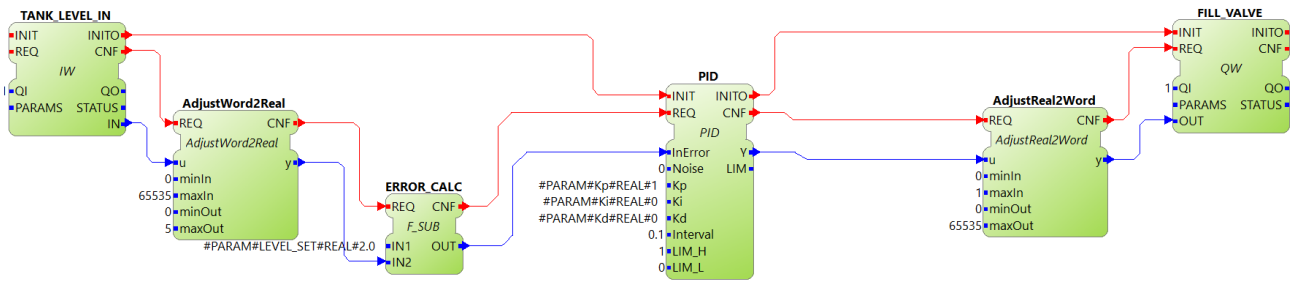 TANK_LEVEL_IN
INIT INITO
REQ CNF
IW
QI QO
PARAMS STATUS
IN
AdjustWord2Real
REQ CNF
AdjustWord2Real
u y
0 minIn
65535 maxIn
0 minOut
5 maxOut
ERROR_CALC
REQ CNF
F_SUB
#PARAM#LEVEL_SET#REAL#2.0 IN1 OUT
IN2
PID
INIT INITO
REQ CNF
PID
InError Y
0 Noise LIM
#PARAM#Kp#REAL#1 Kp
#PARAM#Ki#REAL#0 Ki
#PARAM#Kd#REAL#0 Kd
0.1 Interval
1 LIM_H
0 LIM_L
AdjustReal2Word
REQ CNF
AdjustReal2Word
u y
0 minIn
1 maxIn
0 minOut
65535 maxOut
FILL_VALVE
INIT INITO
REQ CNF
QW
1 QI QO
PARAMS STATUS
OUT